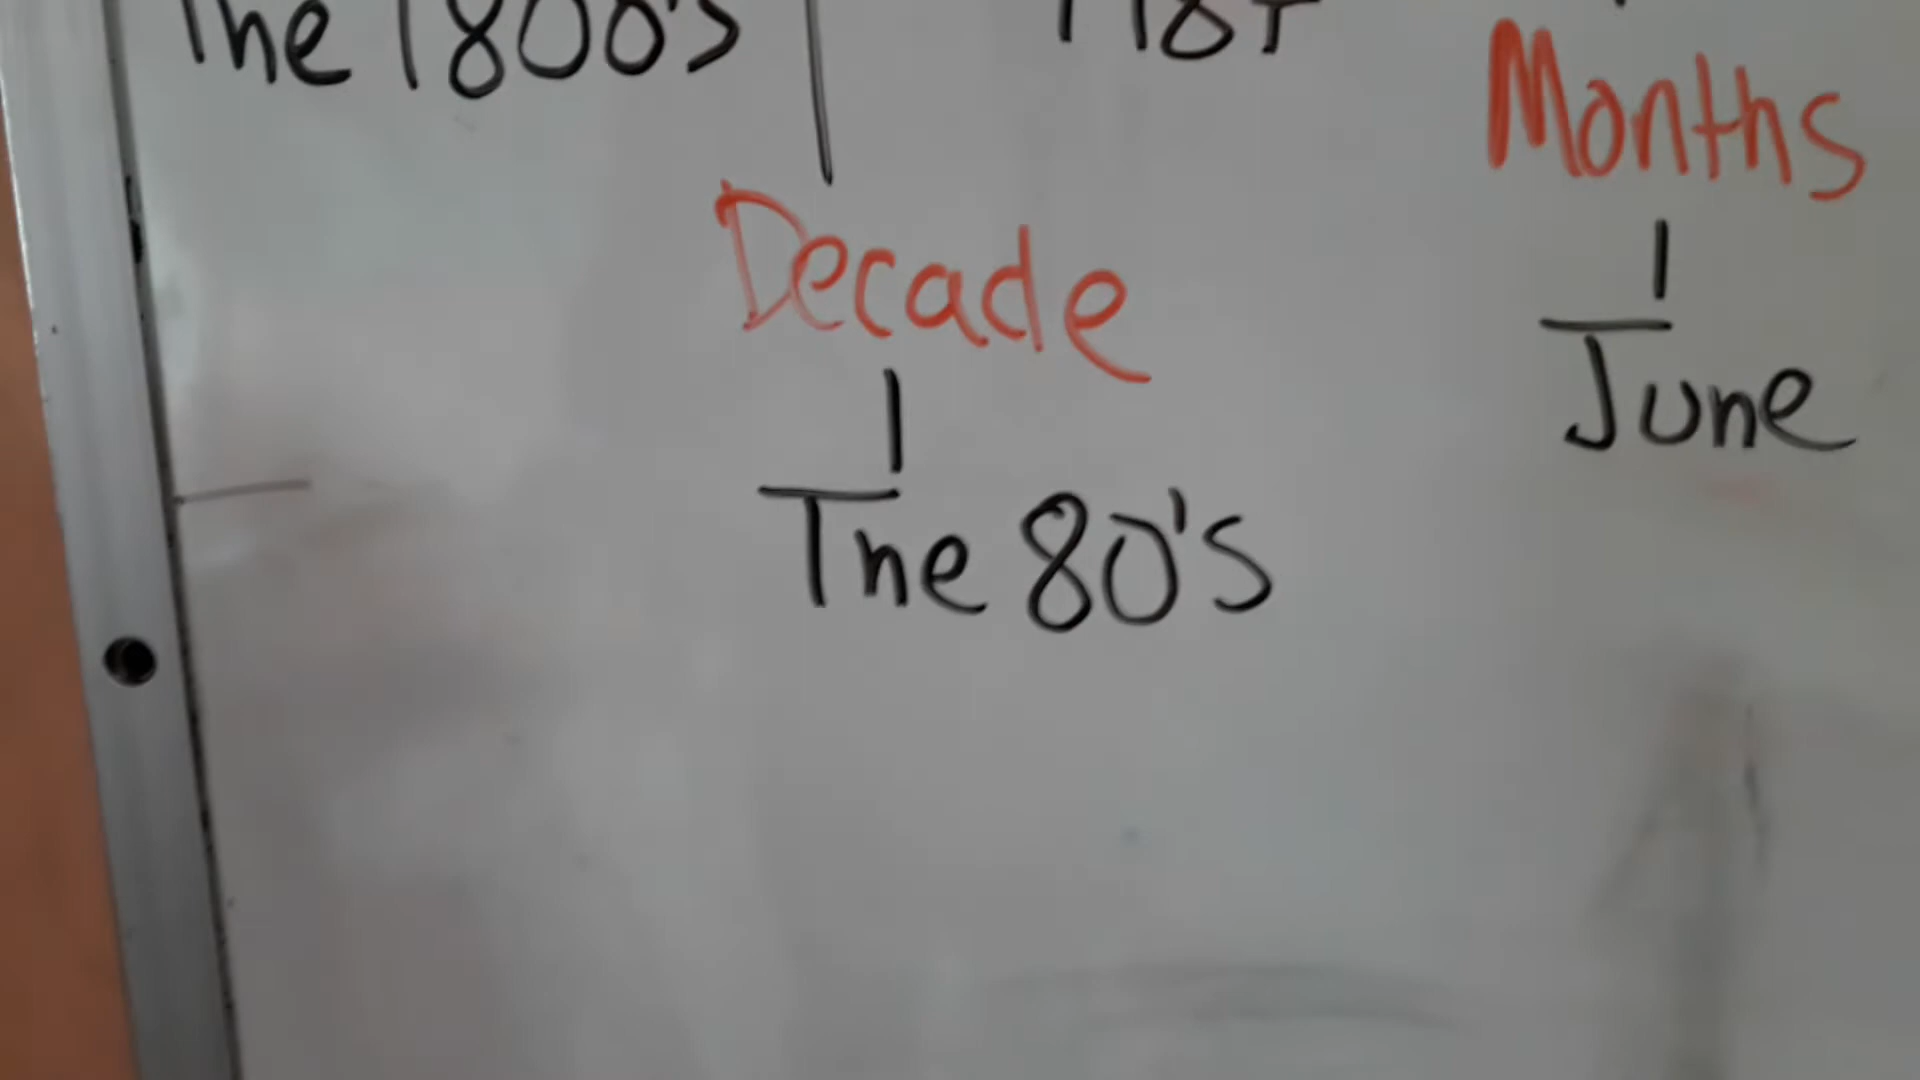 The 1800's
Months
Decade
June
The 80's